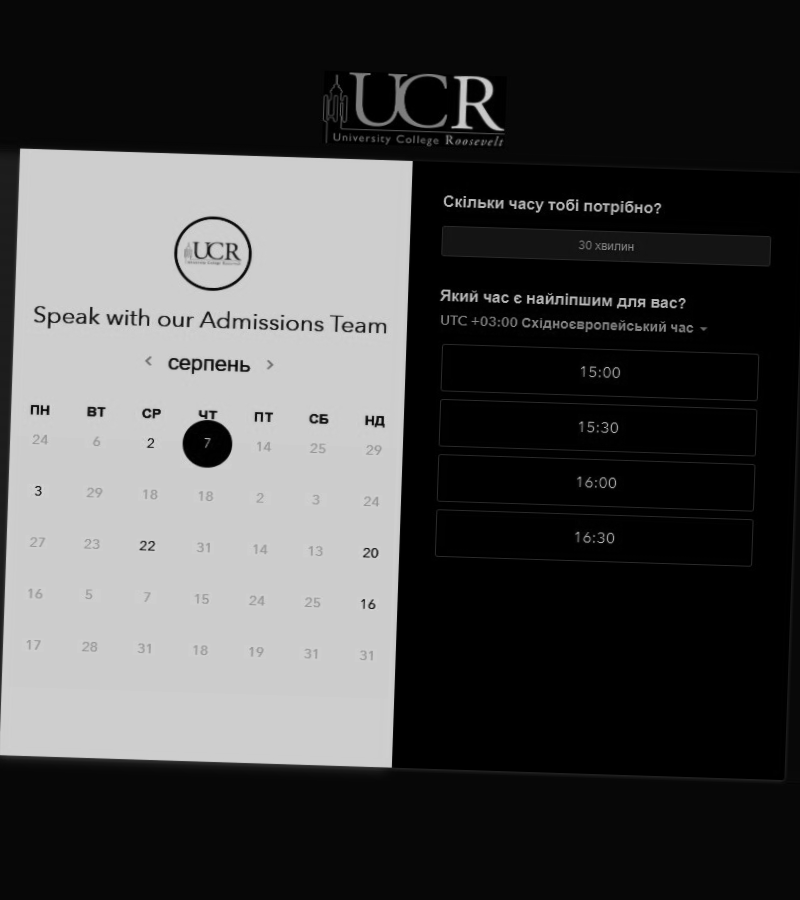 UCR
University College Roosevelt
UCR
Speak with our Admissions Team
< серпень >
ПН ВТ СР ЧТ ПТ СБ НД
24 6 2 7 14 25 29
3 29 18 18 2 3 24
27 23 22 31 14 13 20
16 5 7 15 24 25 16
17 28 31 18 19 31 31
Скільки часу тобі потрібно?
30 хвилин
Який час є найліпшим для вас?
UTC +03:00 Східноєвропейський час
15:00
15:30
16:00
16:30